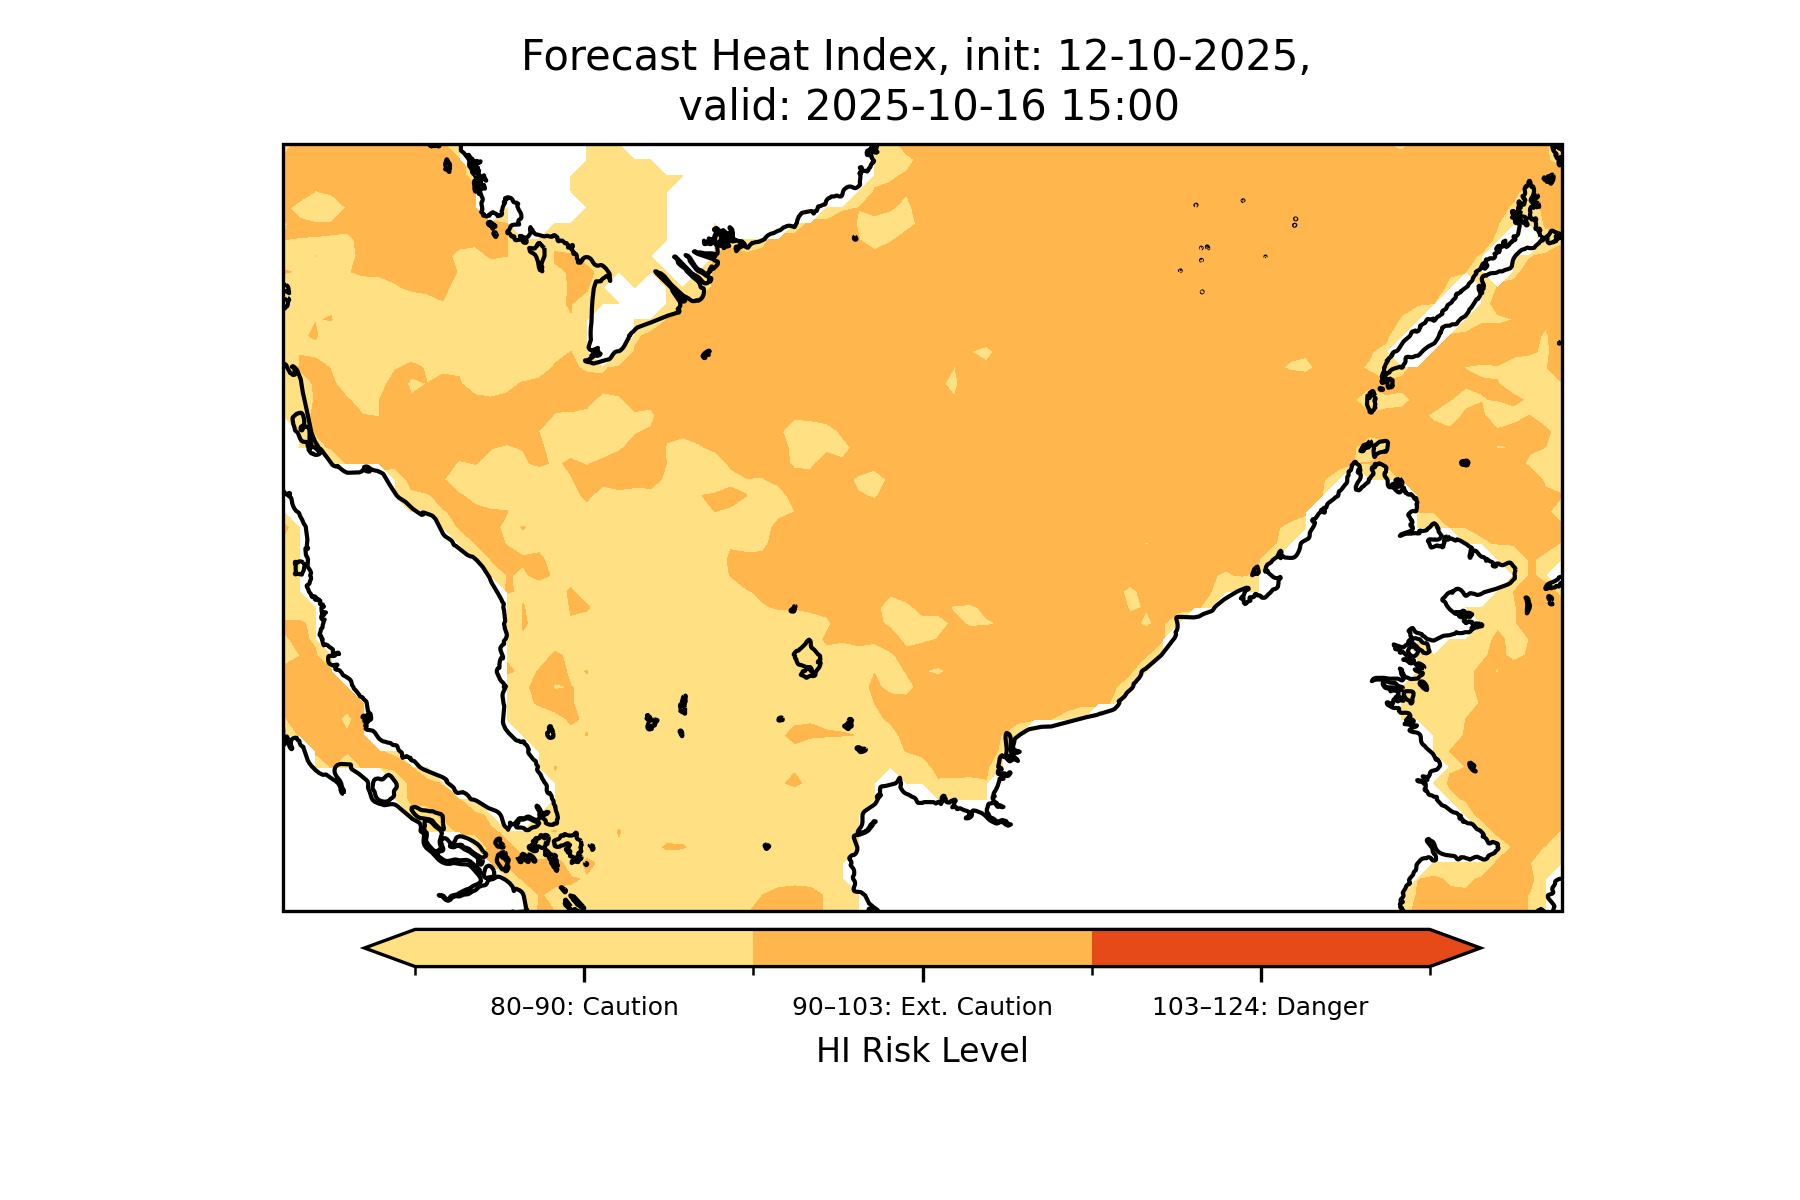 Forecast Heat Index, init: 12-10-2025,
valid: 2025-10-16 15:00
80–90: Caution
90–103: Ext. Caution
103–124: Danger
HI Risk Level